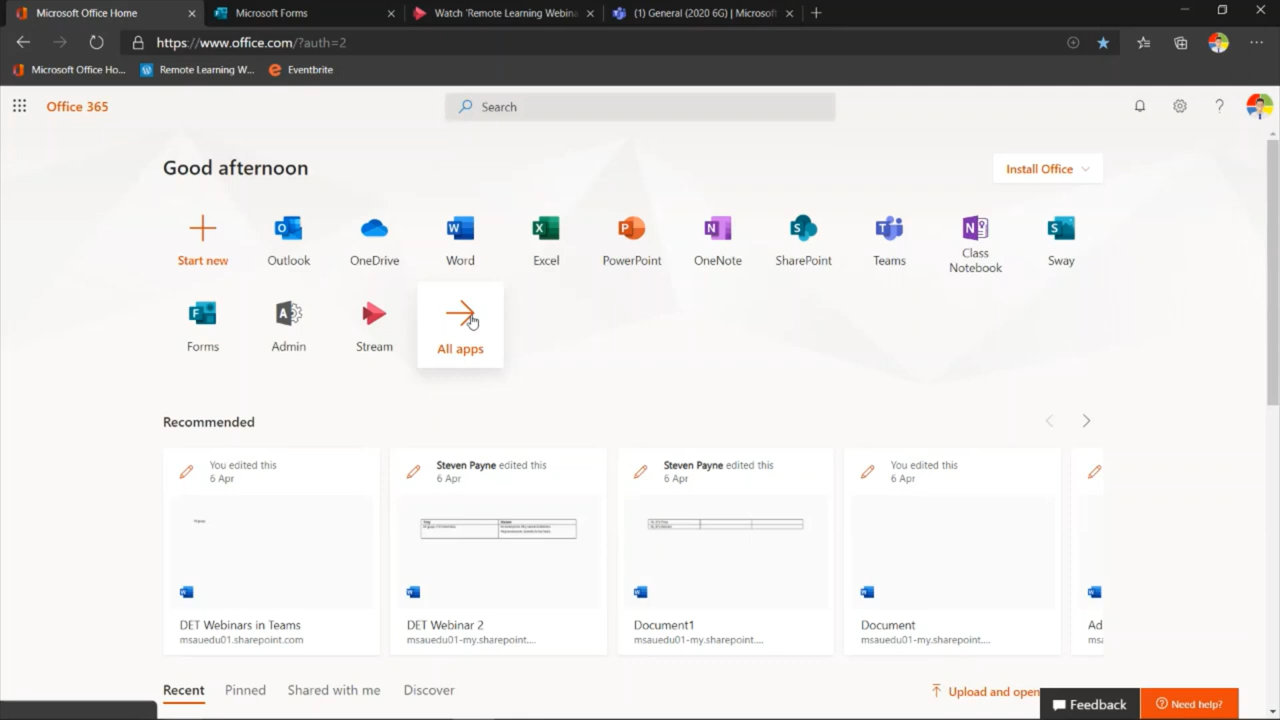 Microsoft Office Home
Microsoft Forms
Watch 'Remote Learning Webina
(1) General (2020 6G) | Microsoft
https://www.office.com/?auth=2
Microsoft Office Ho...
Remote Learning W...
Eventbrite
Office 365
Search
Good afternoon
Install Office
Start new
Outlook
OneDrive
Word
Excel
PowerPoint
OneNote
SharePoint
Teams
Class
Notebook
Sway
Forms
Admin
Stream
All apps
Recommended
You edited this
6 Apr
Steven Payne edited this
6 Apr
Steven Payne edited this
6 Apr
You edited this
6 Apr
DET Webinars in Teams
msauedu01.sharepoint.com
DET Webinar 2
msauedu01-my.sharepoint....
Document1
msauedu01-my.sharepoint....
Document
msauedu01-my.sharepoint....
Ad
msa
Recent
Pinned
Shared with me
Discover
Upload and open
Feedback
Need help?